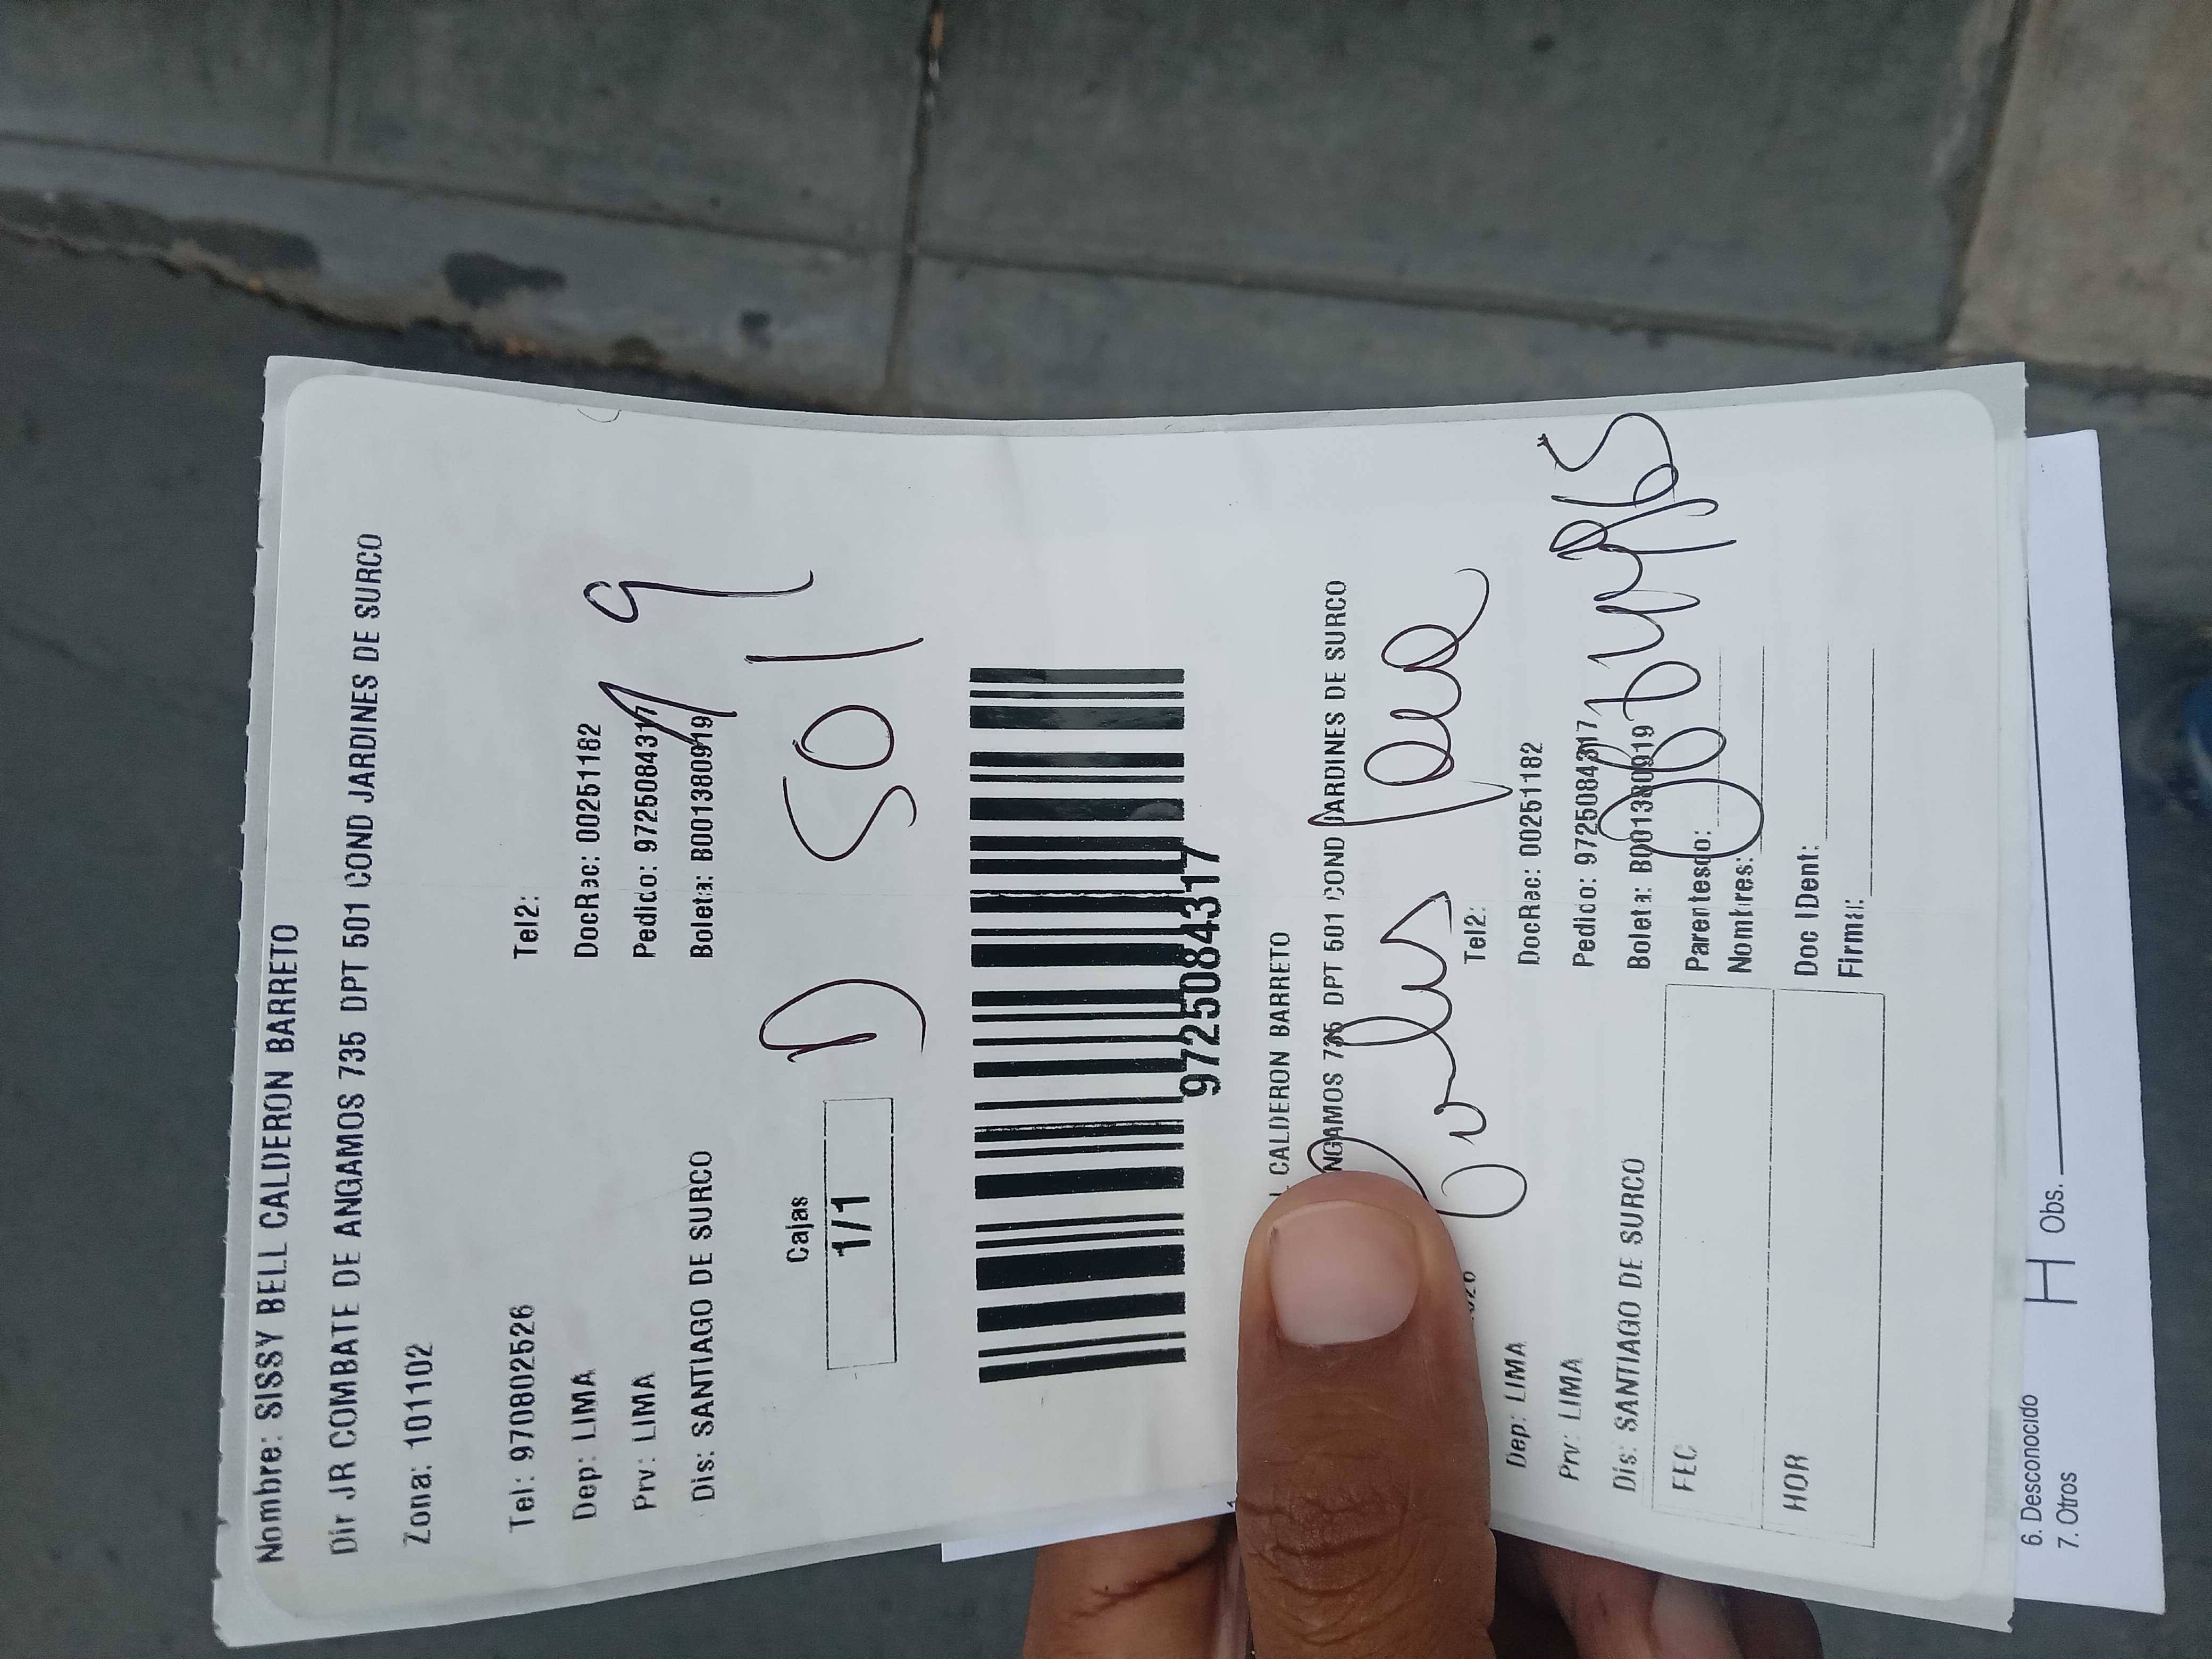 Nombre: SISSY BELL CALDERON BARRETO
Dir JR COMBATE DE ANGAMOS 735 DPT 501 COND JARDINES DE SURCO
Zona: 101102
Tel: 970802526 Tel2:
Dep: LIMA DocRec: 00251182
Prv: LIMA Pedido: 9725084317
Dis: SANTIAGO DE SURCO Boleta: B001380919
19
Cajas
1/1
D 501
9725084317
CALDERON BARRETO
NGAMOS 735 DPT 501 COND JARDINES DE SURCO
Tel2:
Dep: LIMA DocRec: 00251182
Prv: LIMA Pedido: 9725084317
Dis: SANTIAGO DE SURCO Boleta: B001380919
FEC
HOR
Parentesco:
Nombres:
Doc IDent:
Firma:
6. Desconocido
7. Otros
H Obs.